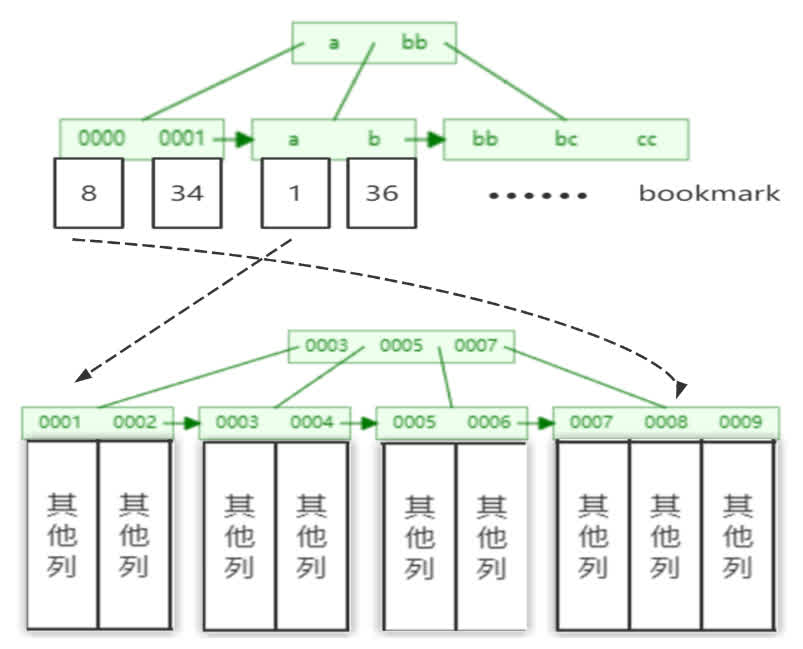 a bb
0000 0001 a b bb bc cc
8 34 1 36 •••••• bookmark
0003 0005 0007
0001 0002 0003 0004 0005 0006 0007 0008 0009
其他列 其他列 其他列 其他列 其他列 其他列 其他列 其他列 其他列